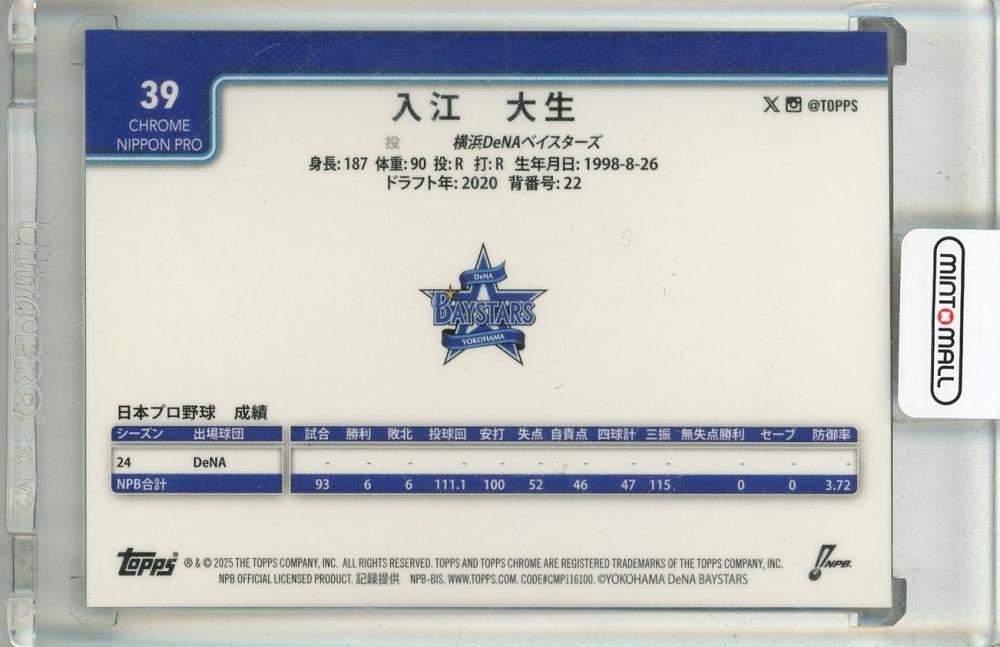 39
CHROME
NIPPON PRO
入江 大生
@TOPPS
投 横浜DeNAベイスターズ
身長: 187 体重: 90 投: R 打: R 生年月日: 1998-8-26
ドラフト年: 2020 背番号: 22
DeNA
BAYSTARS
YOKOHAMA
MINT MALL
ultra·PRO
日本プロ野球 成績
シーズン 出場球団 試合 勝利 敗北 投球回 安打 失点 自責点 四球計 三振 無失点勝利 セーブ 防御率
24 DeNA - - - - - - - - - - - -
NPB合計 93 6 6 111.1 100 52 46 47 115 0 0 3.72
topps ® & © 2025 THE TOPPS COMPANY, INC. ALL RIGHTS RESERVED. TOPPS AND TOPPS CHROME ARE REGISTERED TRADEMARKS OF THE TOPPS COMPANY, INC.
NPB OFFICIAL LICENSED PRODUCT. 記録提供 NPB-BIS. WWW.TOPPS.COM. CODE#CMP116100. ©YOKOHAMA DeNA BAYSTARS
NPB.